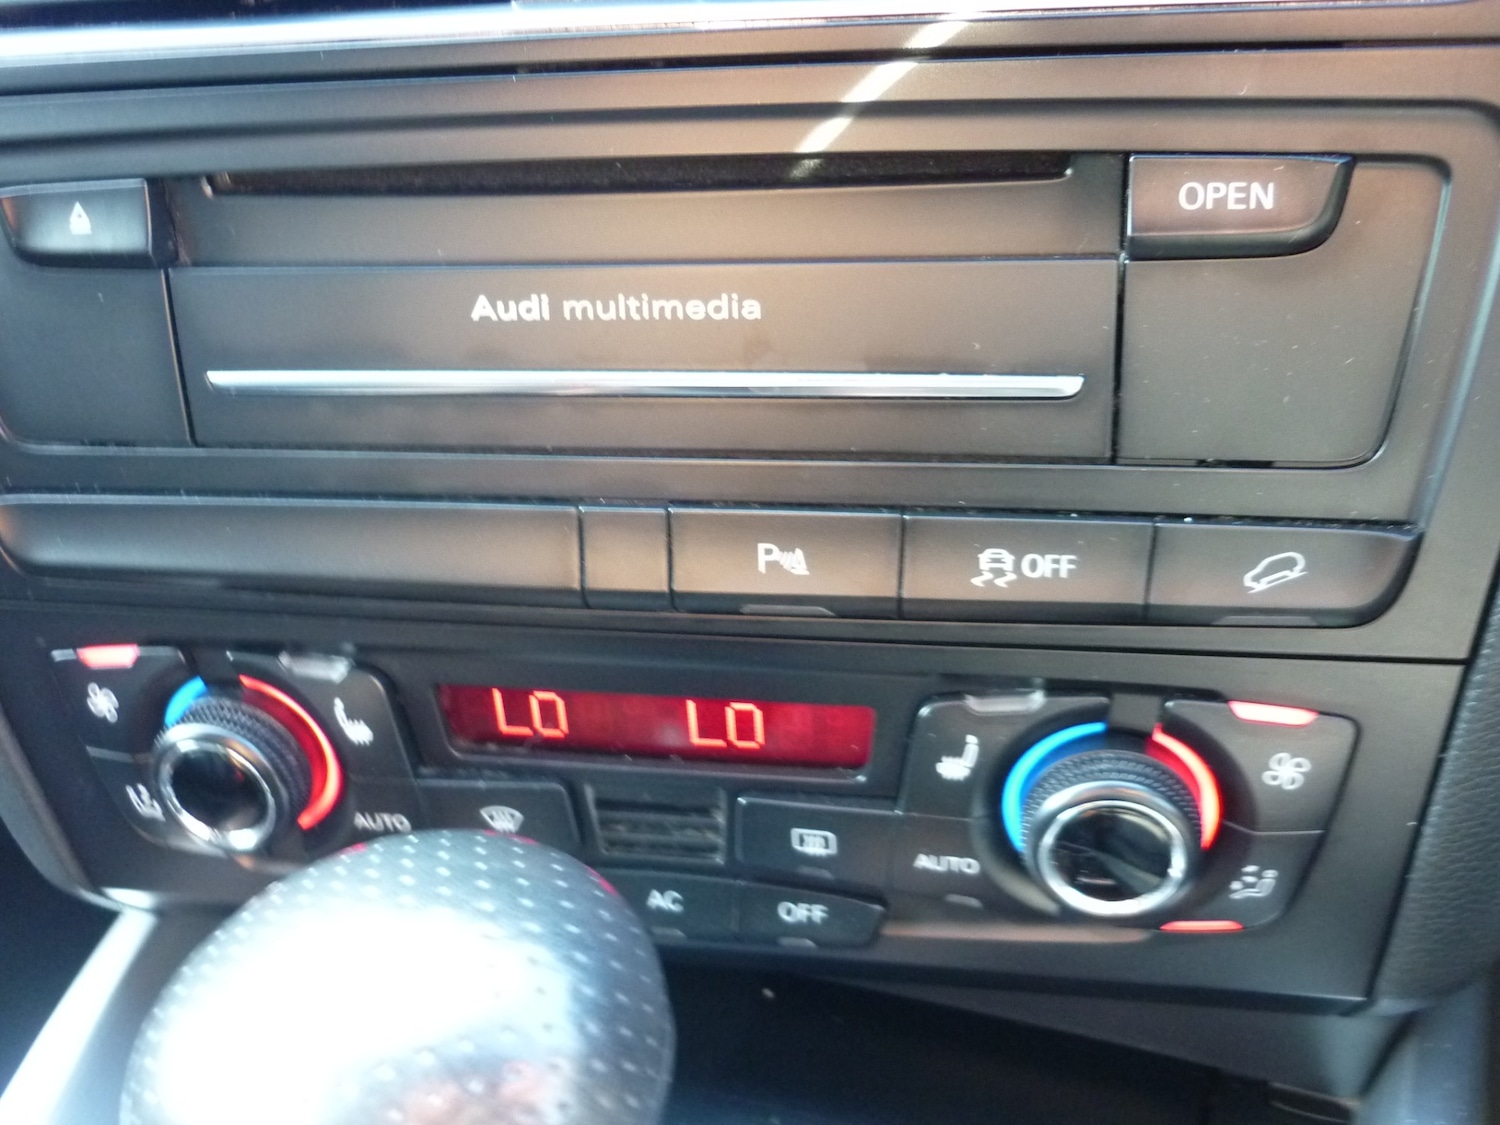 OPEN
Audi multimedia
P OFF
LO LO
AUTO
AUTO
AC OFF